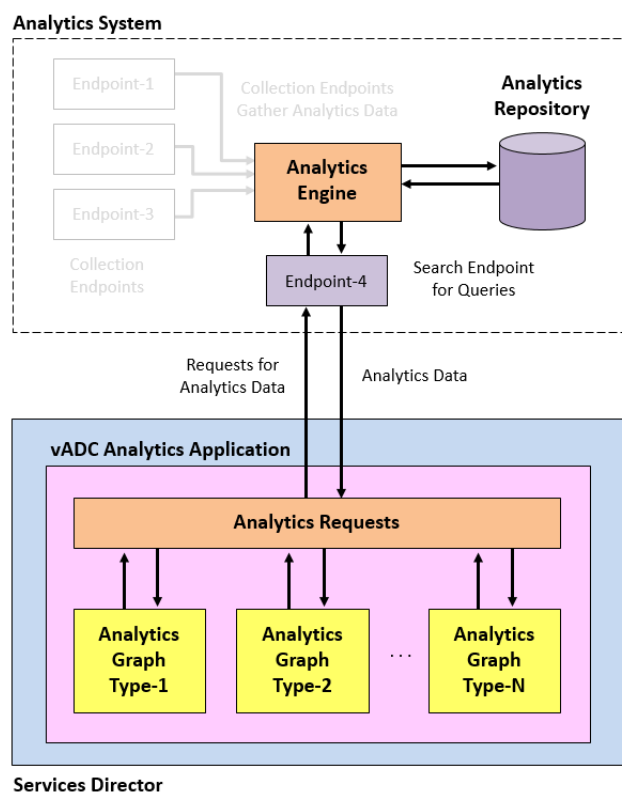 Analytics System
Endpoint-1
Endpoint-2
Endpoint-3
Collection
Endpoints
Collection Endpoints
Gather Analytics Data
Analytics
Repository
Analytics
Engine
Endpoint-4
Search Endpoint
for Queries
Requests for
Analytics Data
Analytics Data
vADC Analytics Application
Analytics Requests
Analytics
Graph
Type-1
Analytics
Graph
Type-2
. . .
Analytics
Graph
Type-N
Services Director